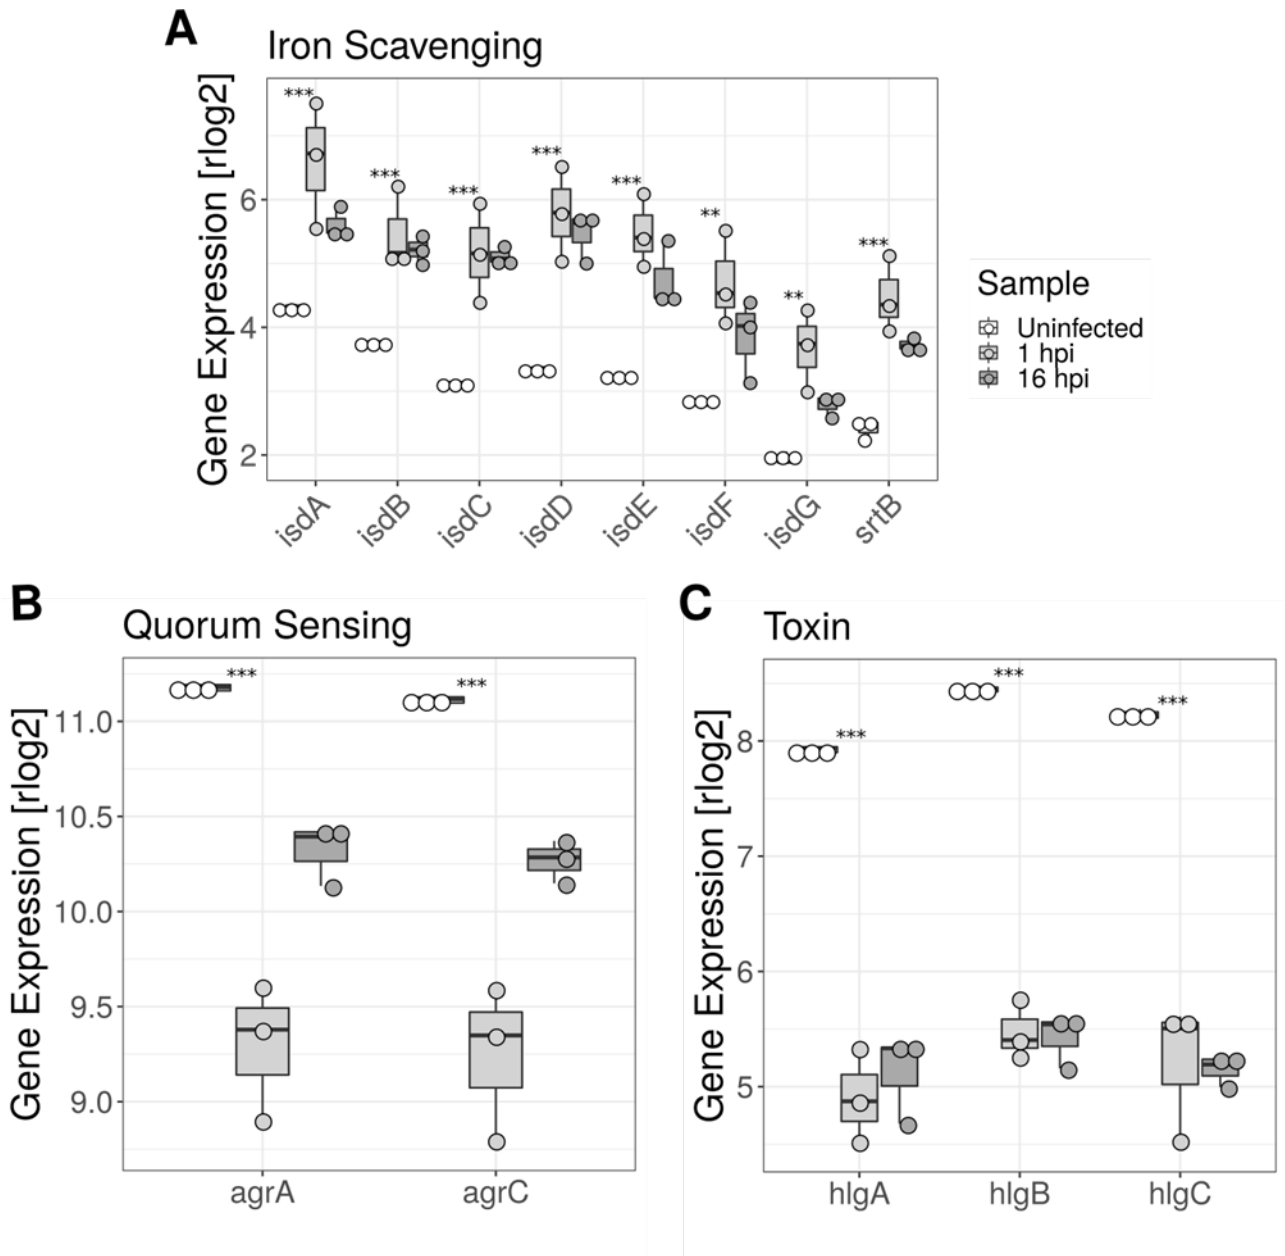 A
Iron Scavenging
Gene Expression [rlog2]
6
4
2
*** *** *** *** *** ** ** ***
isdA isdB isdC isdD isdE isdF isdG srtB
Sample
Uninfected
1 hpi
16 hpi
B
Quorum Sensing
Gene Expression [rlog2]
11.0
10.5
10.0
9.5
9.0
*** ***
agrA agrC
C
Toxin
Gene Expression [rlog2]
8
7
6
5
*** *** ***
hlgA hlgB hlgC